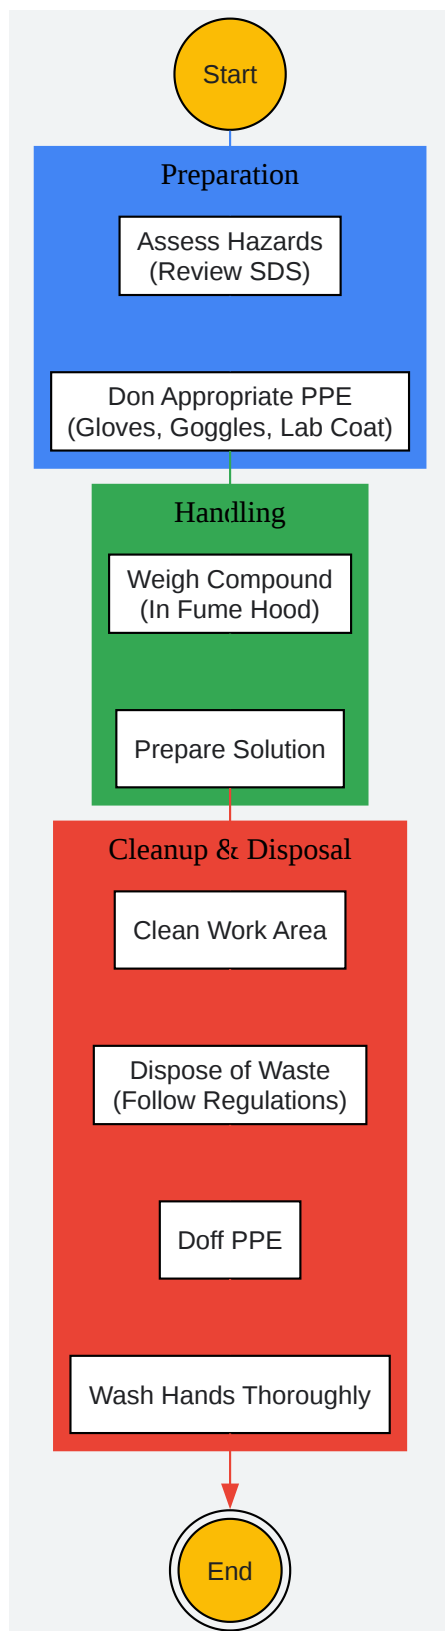 Start
Preparation
Assess Hazards
(Review SDS)
Don Appropriate PPE
(Gloves, Goggles, Lab Coat)
Handling
Weigh Compound
(In Fume Hood)
Prepare Solution
Cleanup & Disposal
Clean Work Area
Dispose of Waste
(Follow Regulations)
Doff PPE
Wash Hands Thoroughly
End